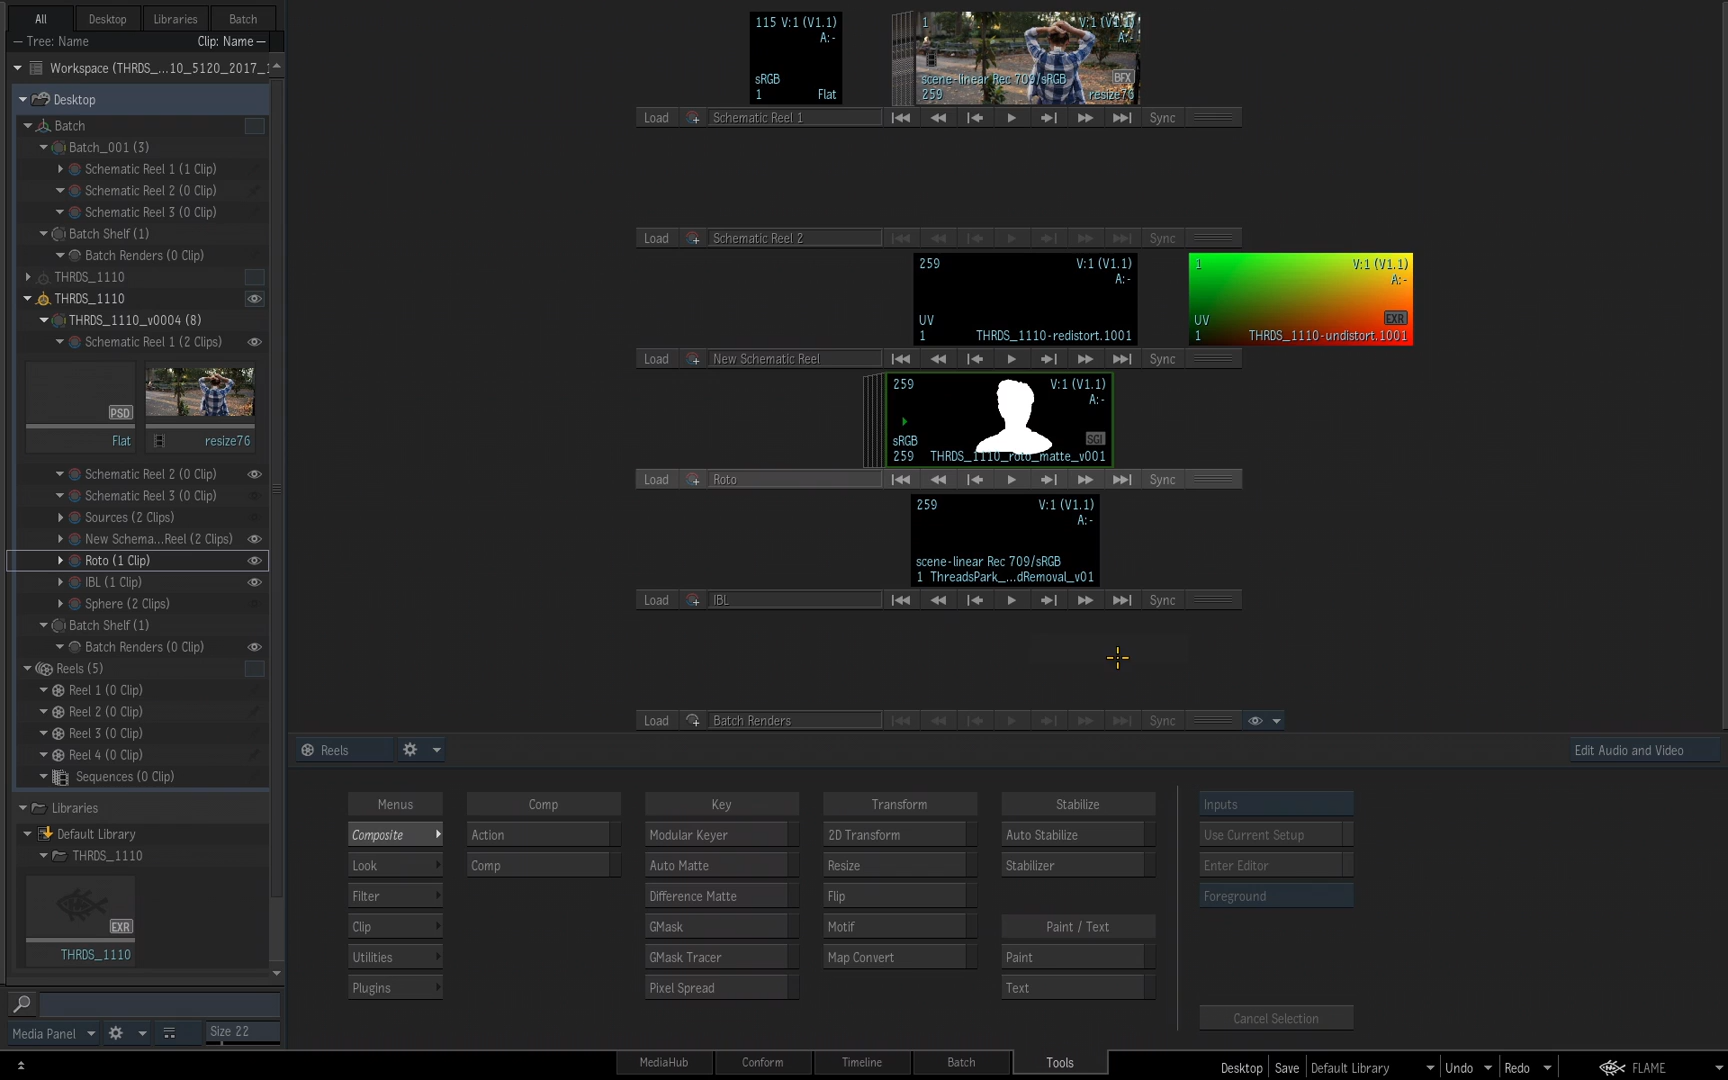 All
Desktop
Libraries
Batch
Tree: Name
Clip: Name
Workspace (THRDS_...10_5120_2017_1
Desktop
Batch
Batch_001 (3)
Schematic Reel 1 (1 Clip)
Schematic Reel 2 (0 Clip)
Schematic Reel 3 (0 Clip)
Batch Shelf (1)
Batch Renders (0 Clip)
THRDS_1110
THRDS_1110
THRDS_1110_v0004 (8)
Schematic Reel 1 (2 Clips)
PSD
Flat
resize76
Schematic Reel 2 (0 Clip)
Schematic Reel 3 (0 Clip)
Sources (2 Clips)
New Schema...Reel (2 Clips)
Roto (1 Clip)
IBL (1 Clip)
Sphere (2 Clips)
Batch Shelf (1)
Batch Renders (0 Clip)
Reels (5)
Reel 1 (0 Clip)
Reel 2 (0 Clip)
Reel 3 (0 Clip)
Reel 4 (0 Clip)
Sequences (0 Clip)
Libraries
Default Library
THRDS_1110
EXR
THRDS_1110
Media Panel
Size 22
115 V:1 (V1.1)
A:-
sRGB
1 Flat
1 V:1 (V1.1)
A:-
scene-linear Rec 709/sRGB BFX
259 resize76
Load Schematic Reel 1 Sync
Load Schematic Reel 2 Sync
259 V:1 (V1.1)
A:-
UV
1 THRDS_1110-redistort.1001
1 V:1 (V1.1)
A:-
UV EXR
1 THRDS_1110-undistort.1001
Load New Schematic Reel Sync
259 V:1 (V1.1)
A:-
sRGB SGI
259 THRDS_1110_roto_matte_v001
Load Roto Sync
259 V:1 (V1.1)
A:-
scene-linear Rec 709/sRGB
1 ThreadsPark_...dRemoval_v01
Load IBL Sync
Load Batch Renders Sync
Reels
Edit Audio and Video
Menus
Composite
Look
Filter
Clip
Utilities
Plugins
Comp
Action
Comp
Key
Modular Keyer
Auto Matte
Difference Matte
GMask
GMask Tracer
Pixel Spread
Transform
2D Transform
Resize
Flip
Motif
Map Convert
Stabilize
Auto Stabilize
Stabilizer
Paint / Text
Paint
Text
Inputs
Use Current Setup
Enter Editor
Foreground
Cancel Selection
MediaHub
Conform
Timeline
Batch
Tools
Desktop
Save
Default Library
Undo
Redo
FLAME